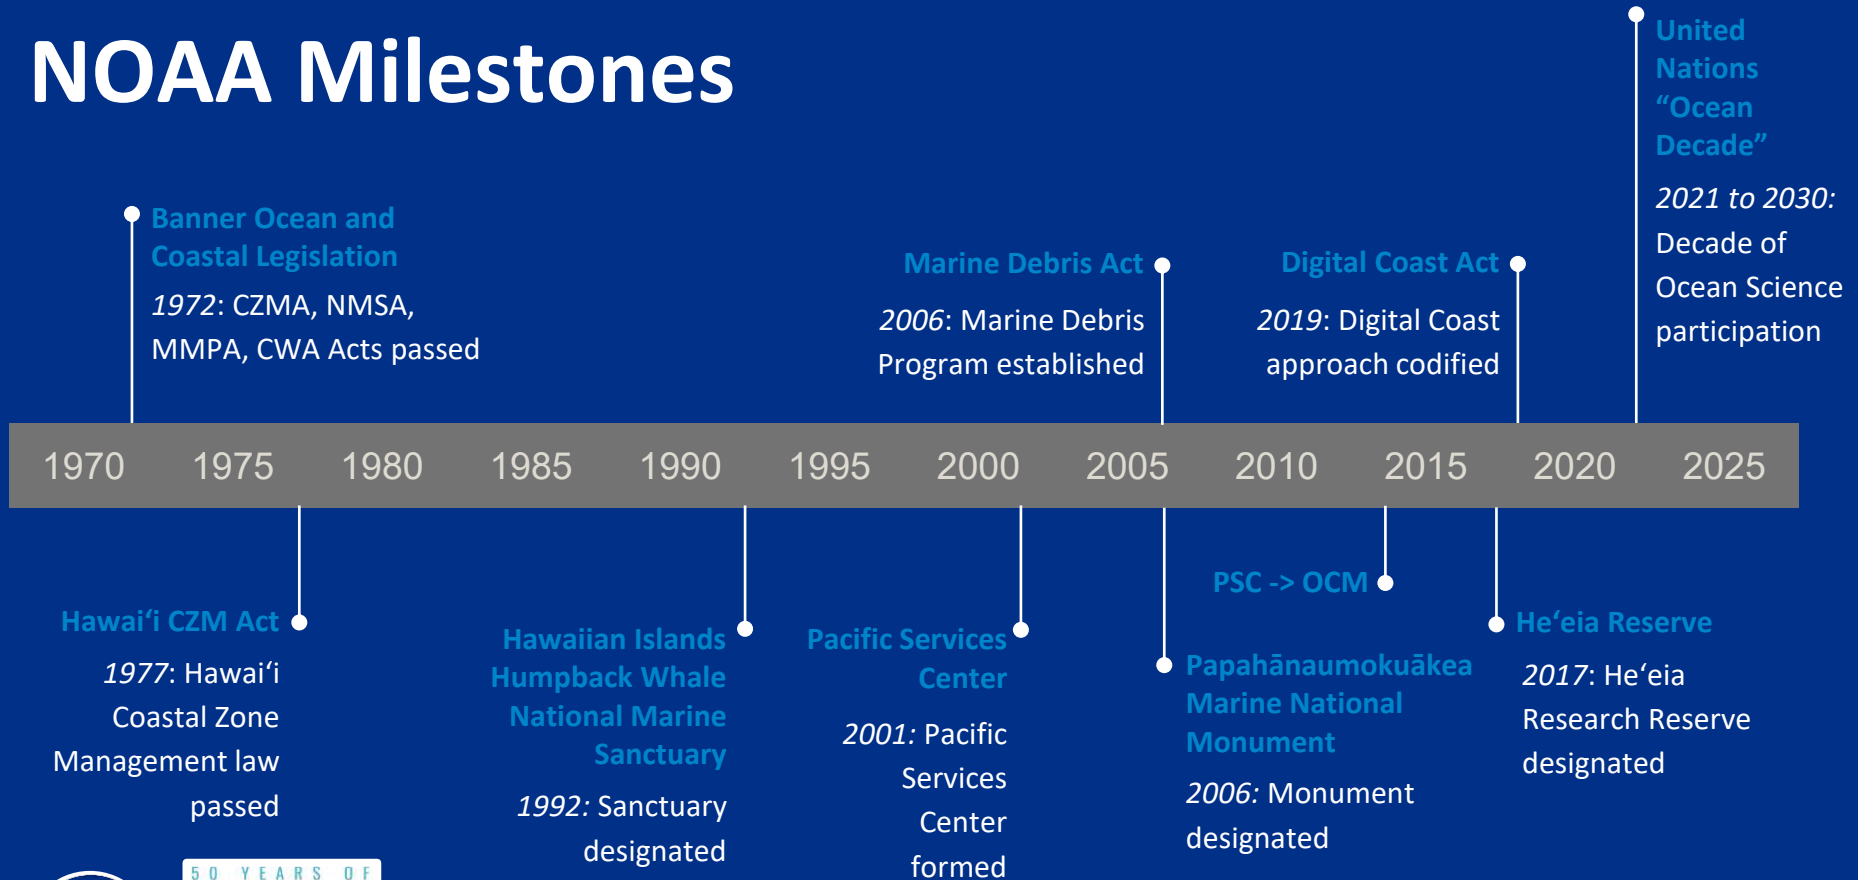 NOAA Milestones
United
Nations
“Ocean
Decade”
2021 to 2030:
Decade of
Ocean Science
participation
Banner Ocean and
Coastal Legislation
1972: CZMA, NMSA,
MMPA, CWA Acts passed
Marine Debris Act
2006: Marine Debris
Program established
Digital Coast Act
2019: Digital Coast
approach codified
1970 1975 1980 1985 1990 1995 2000 2005 2010 2015 2020 2025
Hawaiʻi CZM Act
1977: Hawaiʻi
Coastal Zone
Management law
passed
Hawaiian Islands
Humpback Whale
National Marine
Sanctuary
1992: Sanctuary
designated
Pacific Services
Center
2001: Pacific
Services
Center
formed
Papahānaumokuākea
Marine National
Monument
2006: Monument
designated
PSC -> OCM
Heʻeia Reserve
2017: Heʻeia
Research Reserve
designated
50 YEARS OF